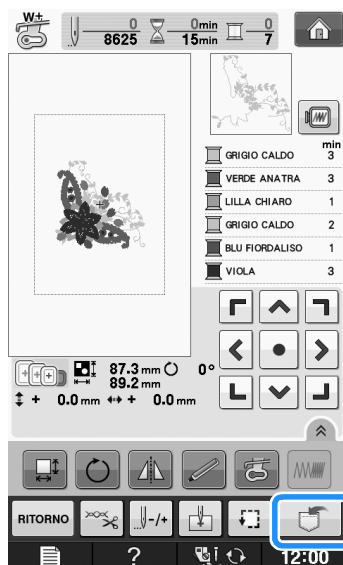 W+
0 0min 0
8625 15min 7
min
GRIGIO CALDO 3
VERDE ANATRA 3
LILLA CHIARO 1
GRIGIO CALDO 2
BLU FIORDALISO 1
VIOLA 3
87.3 mm 0°
89.2 mm
+ 0.0 mm + 0.0 mm
RITORNO -/+
? 12:00